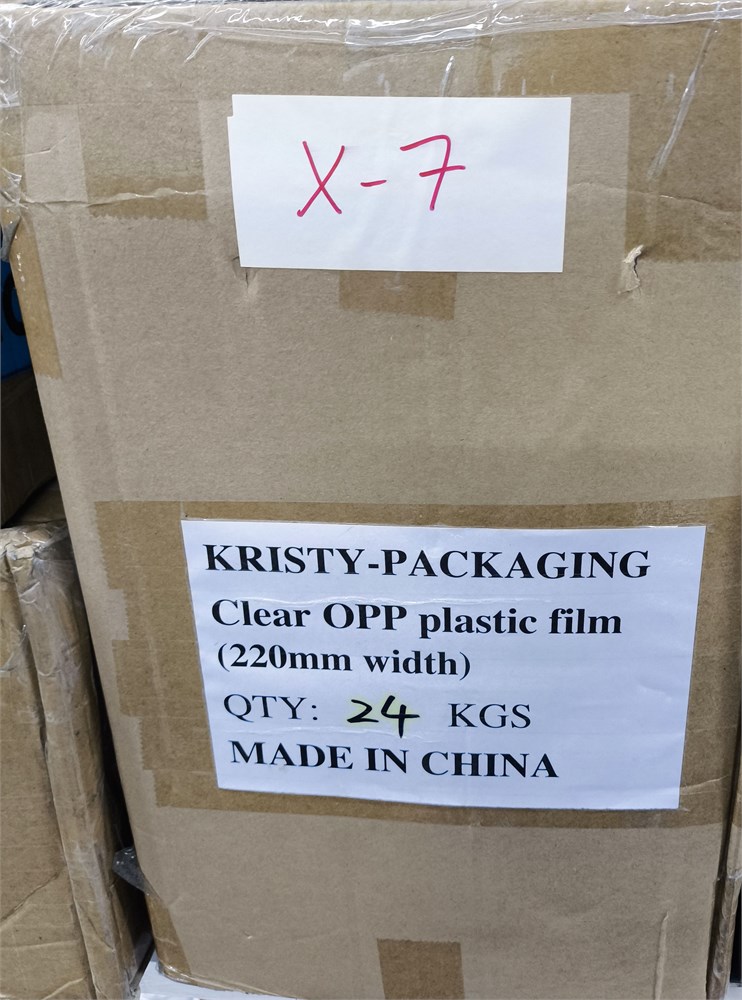 X-7
KRISTY-PACKAGING
Clear OPP plastic film
(220mm width)
QTY: 24 KGS
MADE IN CHINA